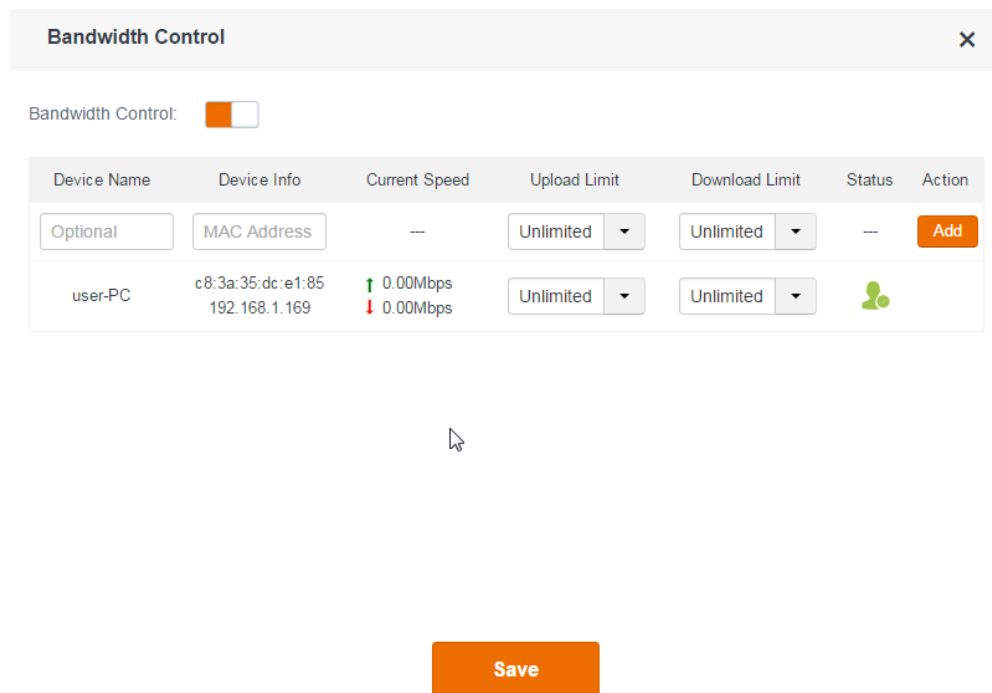 Bandwidth Control
Bandwidth Control:
Device Name Device Info Current Speed Upload Limit Download Limit Status Action
Optional MAC Address --- Unlimited Unlimited --- Add
c8:3a:35:dc:e1:85 0.00Mbps
user-PC Unlimited Unlimited
192.168.1.169 0.00Mbps
Save